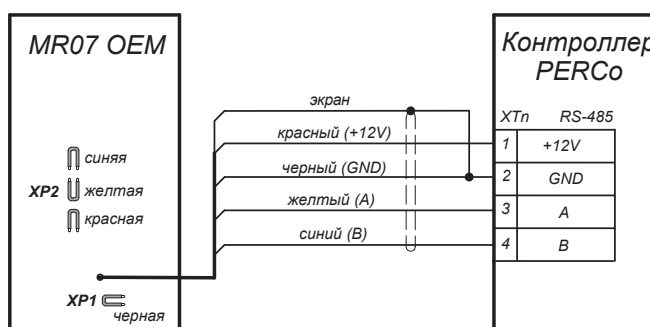 MR07 OEM
Контроллер
PERCo
экран
XTn RS-485
красный (+12V)
1 +12V
черный (GND)
2 GND
желтый (A)
3 A
синий (B)
4 B
синяя
XP2 желтая
красная
XP1
черная